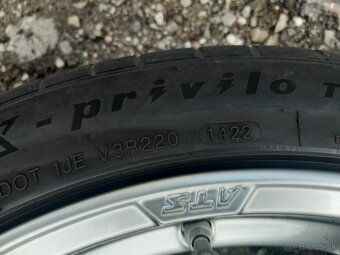 X-privilo T
DOT 1JE V3R220 1422
ATS